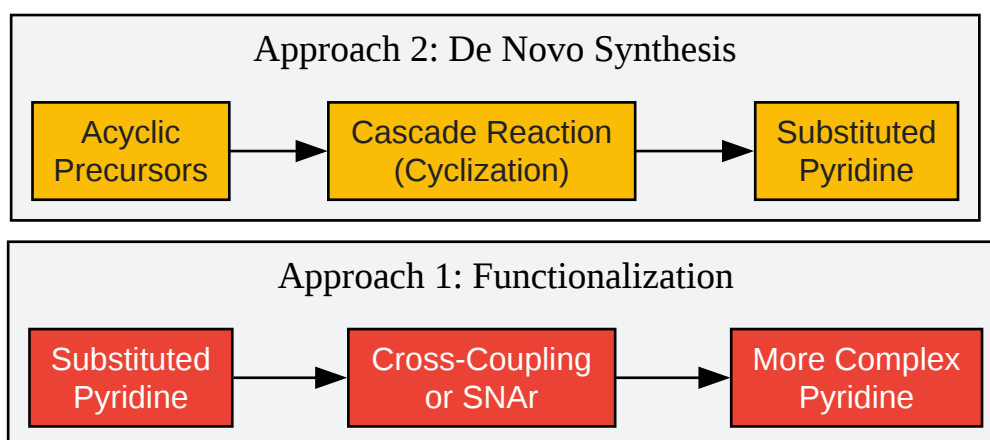 Approach 2: De Novo Synthesis
Acyclic
Precursors
Cascade Reaction
(Cyclization)
Substituted
Pyridine
Approach 1: Functionalization
Substituted
Pyridine
Cross-Coupling
or SNAr
More Complex
Pyridine